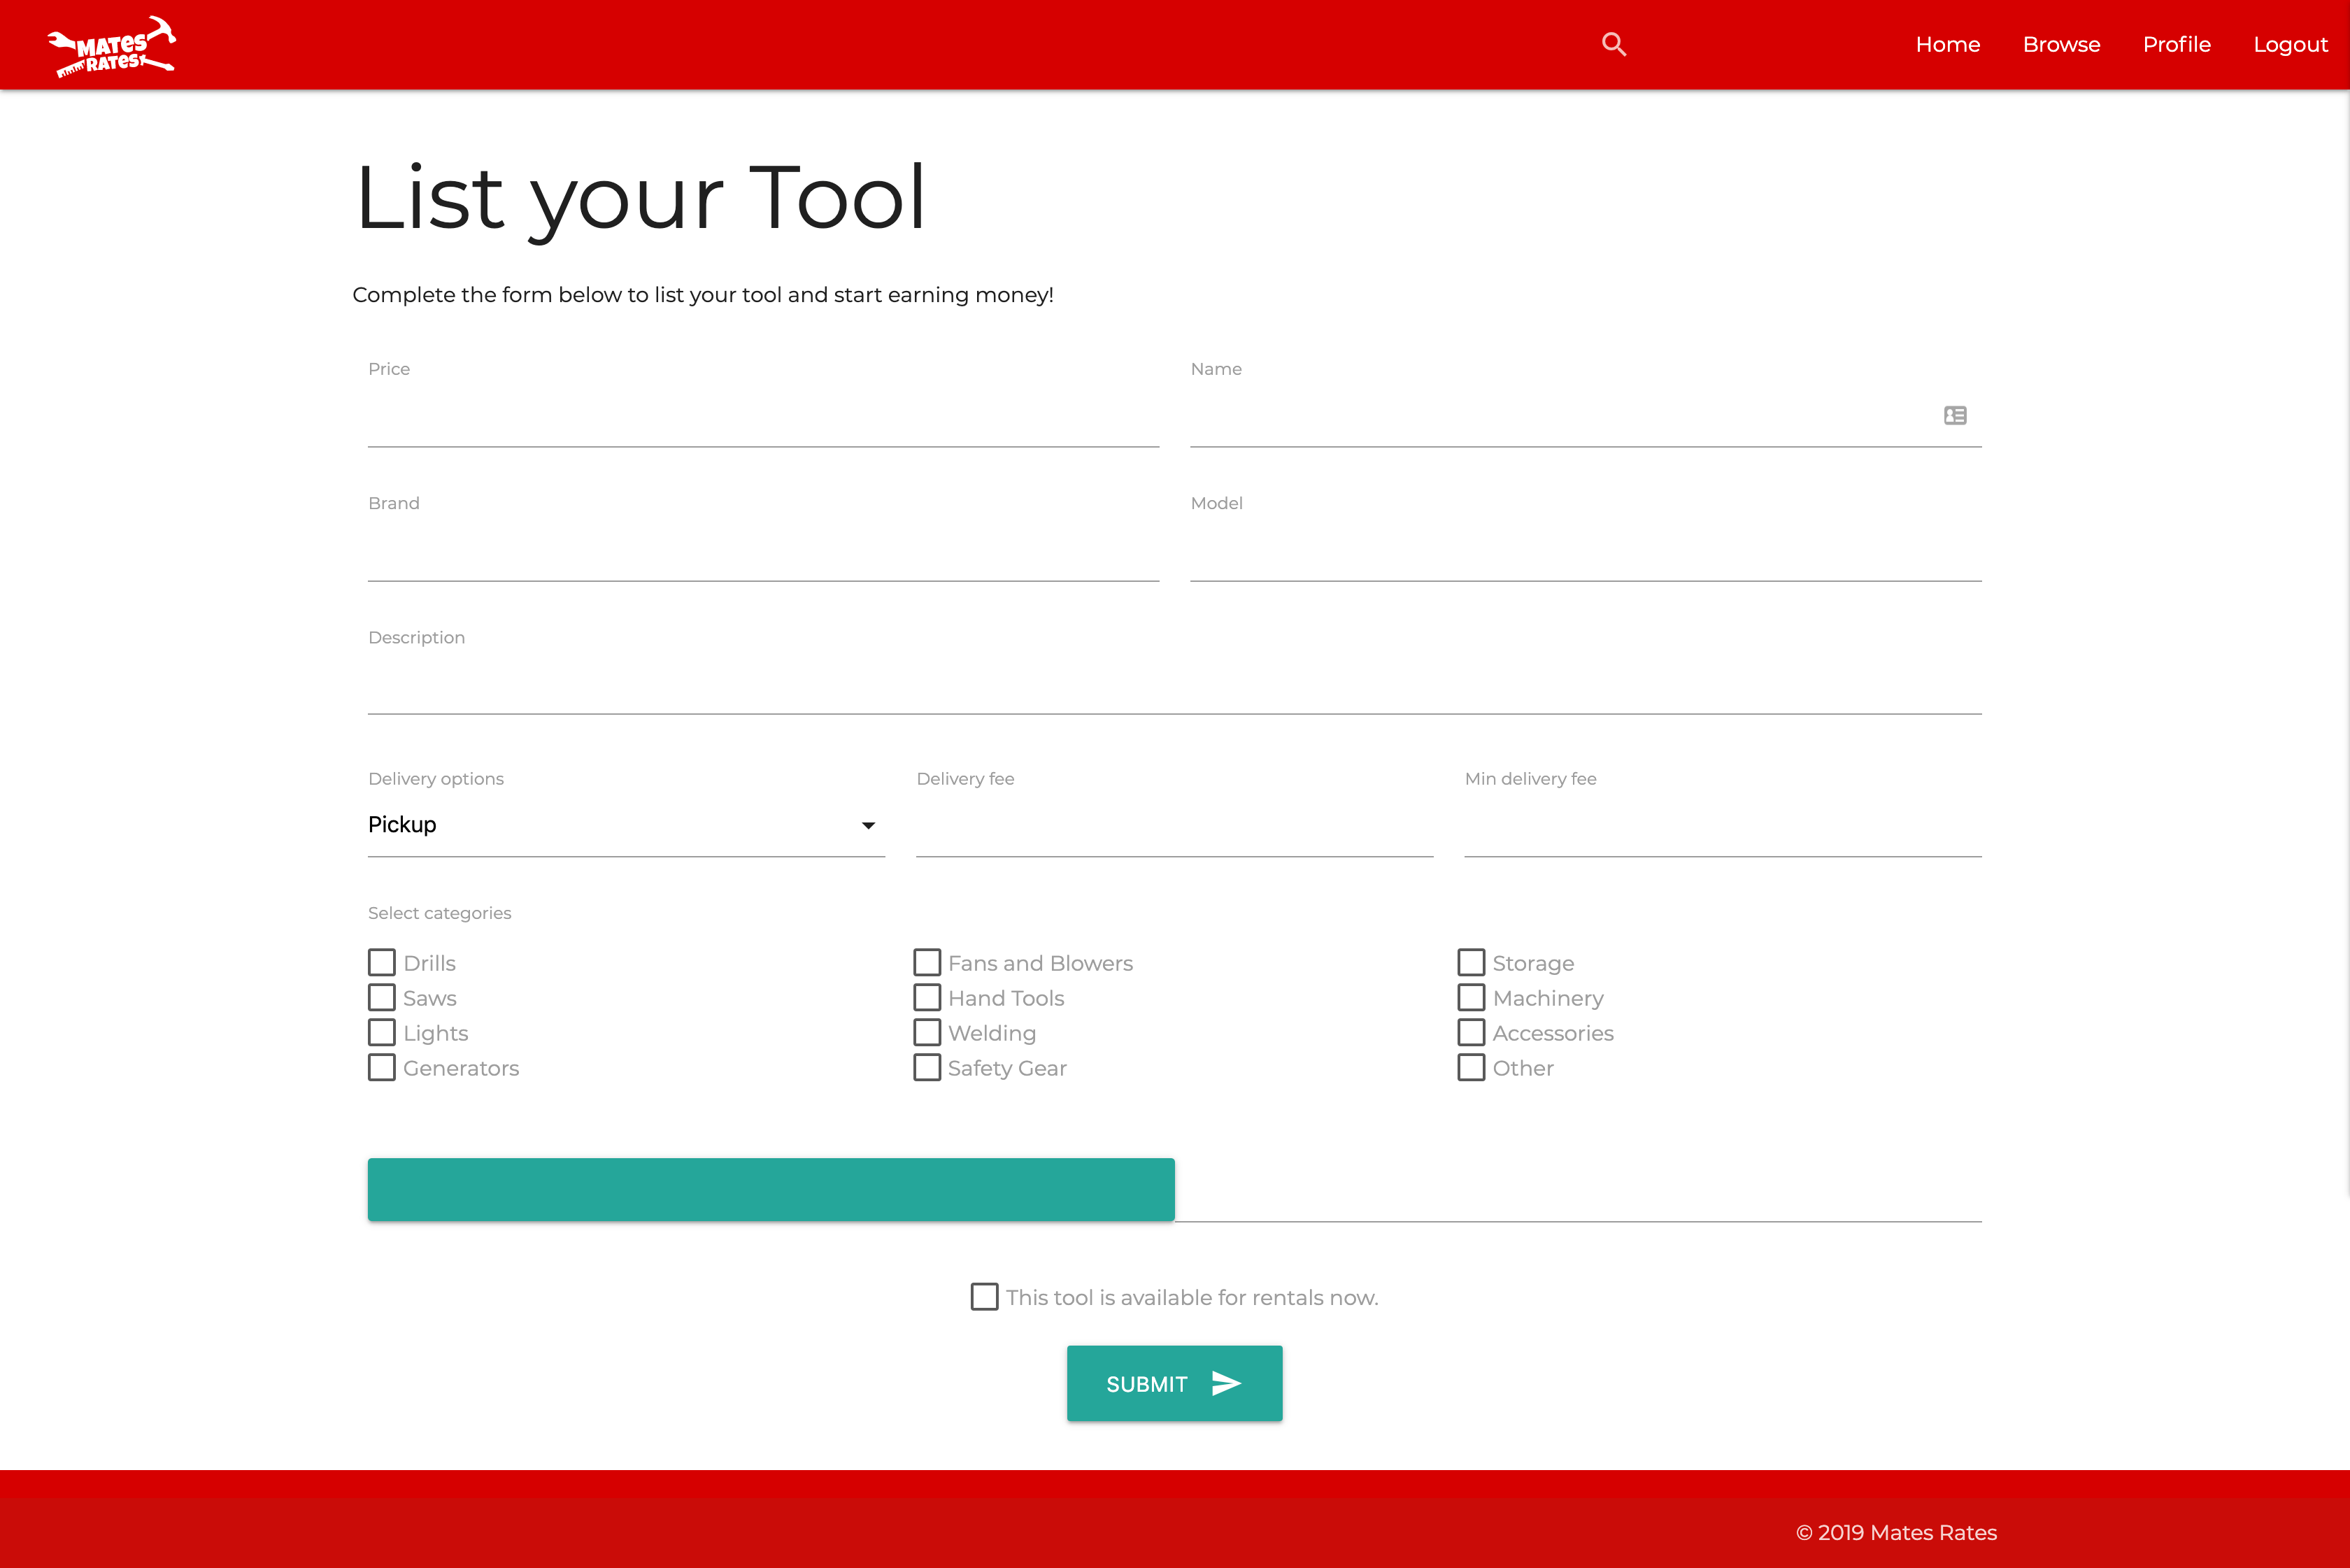 MATES
RATES
Home Browse Profile Logout
List your Tool
Complete the form below to list your tool and start earning money!
Price Name
Brand Model
Description
Delivery options Delivery fee Min delivery fee
Pickup
Select categories
Drills Fans and Blowers Storage
Saws Hand Tools Machinery
Lights Welding Accessories
Generators Safety Gear Other
This tool is available for rentals now.
SUBMIT
© 2019 Mates Rates